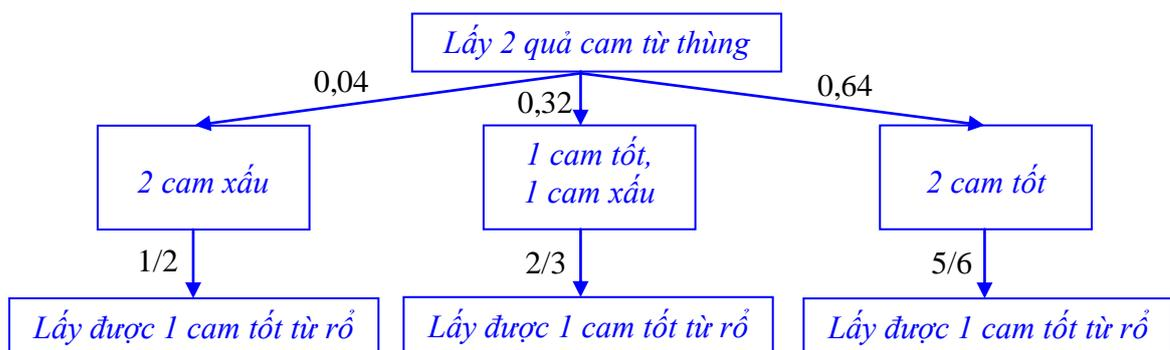 Lấy 2 quả cam từ thùng
0,04
0,32
0,64
2 cam xấu
1 cam tốt,
1 cam xấu
2 cam tốt
1/2
2/3
5/6
Lấy được 1 cam tốt từ rổ
Lấy được 1 cam tốt từ rổ
Lấy được 1 cam tốt từ rổ